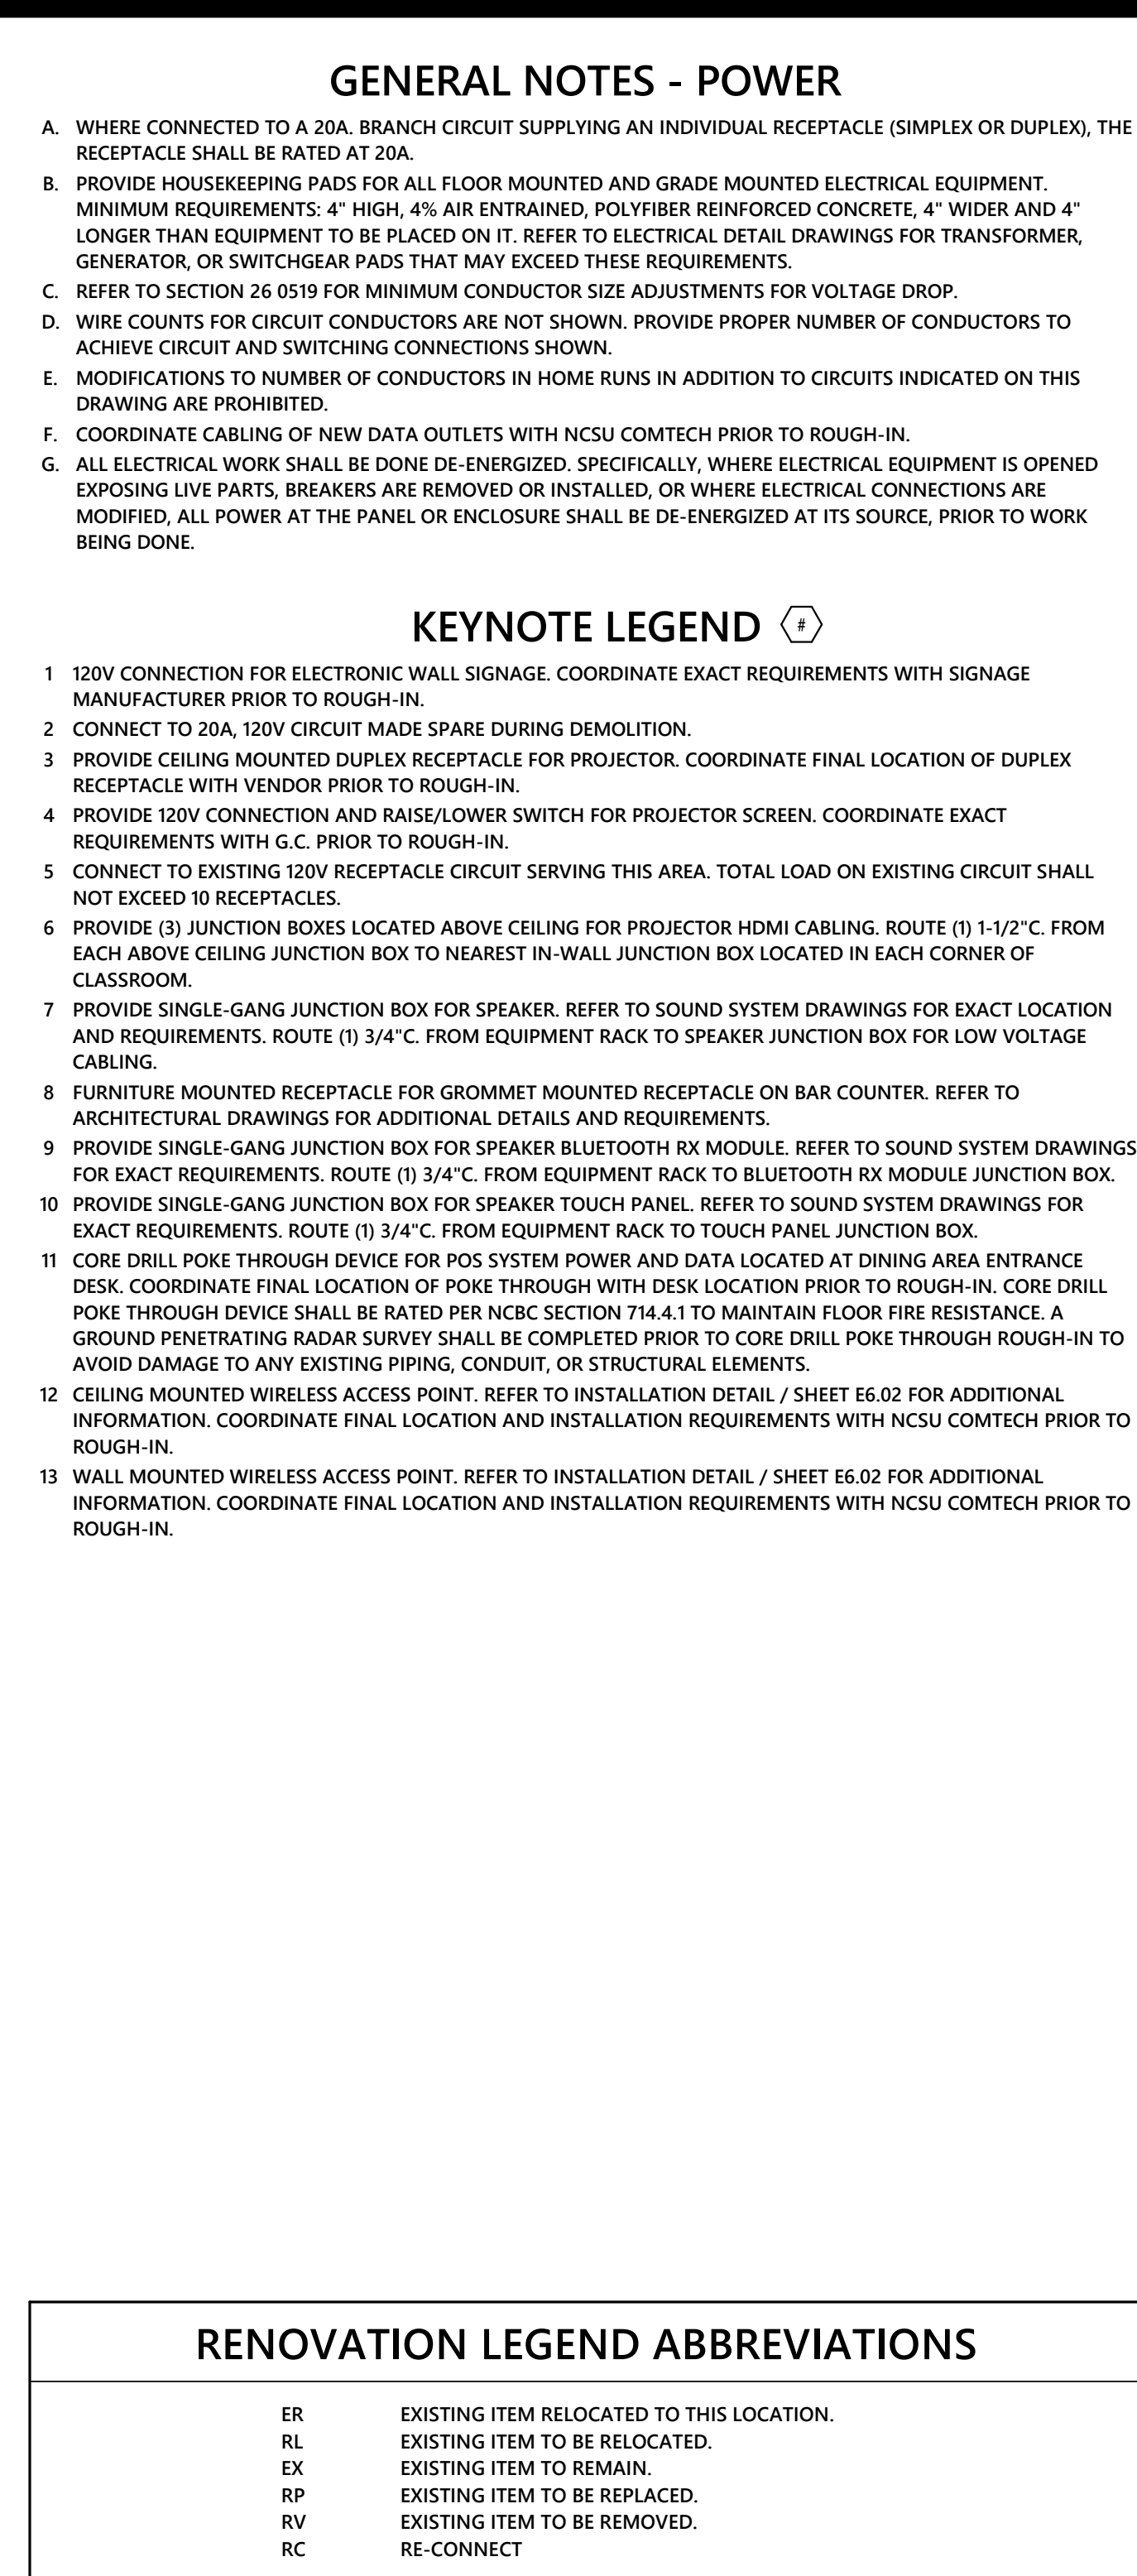 GENERAL NOTES - POWER
A. WHERE CONNECTED TO A 20A. BRANCH CIRCUIT SUPPLYING AN INDIVIDUAL RECEPTACLE (SIMPLEX OR DUPLEX), THE
RECEPTACLE SHALL BE RATED AT 20A.
B. PROVIDE HOUSEKEEPING PADS FOR ALL FLOOR MOUNTED AND GRADE MOUNTED ELECTRICAL EQUIPMENT.
MINIMUM REQUIREMENTS: 4" HIGH, 4% AIR ENTRAINED, POLYFIBER REINFORCED CONCRETE, 4" WIDER AND 4"
LONGER THAN EQUIPMENT TO BE PLACED ON IT. REFER TO ELECTRICAL DETAIL DRAWINGS FOR TRANSFORMER,
GENERATOR, OR SWITCHGEAR PADS THAT MAY EXCEED THESE REQUIREMENTS.
C. REFER TO SECTION 26 0519 FOR MINIMUM CONDUCTOR SIZE ADJUSTMENTS FOR VOLTAGE DROP.
D. WIRE COUNTS FOR CIRCUIT CONDUCTORS ARE NOT SHOWN. PROVIDE PROPER NUMBER OF CONDUCTORS TO
ACHIEVE CIRCUIT AND SWITCHING CONNECTIONS SHOWN.
E. MODIFICATIONS TO NUMBER OF CONDUCTORS IN HOME RUNS IN ADDITION TO CIRCUITS INDICATED ON THIS
DRAWING ARE PROHIBITED.
F. COORDINATE CABLING OF NEW DATA OUTLETS WITH NCSU COMTECH PRIOR TO ROUGH-IN.
G. ALL ELECTRICAL WORK SHALL BE DONE DE-ENERGIZED. SPECIFICALLY, WHERE ELECTRICAL EQUIPMENT IS OPENED
EXPOSING LIVE PARTS, BREAKERS ARE REMOVED OR INSTALLED, OR WHERE ELECTRICAL CONNECTIONS ARE
MODIFIED, ALL POWER AT THE PANEL OR ENCLOSURE SHALL BE DE-ENERGIZED AT ITS SOURCE, PRIOR TO WORK
BEING DONE.
KEYNOTE LEGEND #
1 120V CONNECTION FOR ELECTRONIC WALL SIGNAGE. COORDINATE EXACT REQUIREMENTS WITH SIGNAGE
MANUFACTURER PRIOR TO ROUGH-IN.
2 CONNECT TO 20A, 120V CIRCUIT MADE SPARE DURING DEMOLITION.
3 PROVIDE CEILING MOUNTED DUPLEX RECEPTACLE FOR PROJECTOR. COORDINATE FINAL LOCATION OF DUPLEX
RECEPTACLE WITH VENDOR PRIOR TO ROUGH-IN.
4 PROVIDE 120V CONNECTION AND RAISE/LOWER SWITCH FOR PROJECTOR SCREEN. COORDINATE EXACT
REQUIREMENTS WITH G.C. PRIOR TO ROUGH-IN.
5 CONNECT TO EXISTING 120V RECEPTACLE CIRCUIT SERVING THIS AREA. TOTAL LOAD ON EXISTING CIRCUIT SHALL
NOT EXCEED 10 RECEPTACLES.
6 PROVIDE (3) JUNCTION BOXES LOCATED ABOVE CEILING FOR PROJECTOR HDMI CABLING. ROUTE (1) 1-1/2"C. FROM
EACH ABOVE CEILING JUNCTION BOX TO NEAREST IN-WALL JUNCTION BOX LOCATED IN EACH CORNER OF
CLASSROOM.
7 PROVIDE SINGLE-GANG JUNCTION BOX FOR SPEAKER. REFER TO SOUND SYSTEM DRAWINGS FOR EXACT LOCATION
AND REQUIREMENTS. ROUTE (1) 3/4"C. FROM EQUIPMENT RACK TO SPEAKER JUNCTION BOX FOR LOW VOLTAGE
CABLING.
8 FURNITURE MOUNTED RECEPTACLE FOR GROMMET MOUNTED RECEPTACLE ON BAR COUNTER. REFER TO
ARCHITECTURAL DRAWINGS FOR ADDITIONAL DETAILS AND REQUIREMENTS.
9 PROVIDE SINGLE-GANG JUNCTION BOX FOR SPEAKER BLUETOOTH RX MODULE. REFER TO SOUND SYSTEM DRAWINGS
FOR EXACT REQUIREMENTS. ROUTE (1) 3/4"C. FROM EQUIPMENT RACK TO BLUETOOTH RX MODULE JUNCTION BOX.
10 PROVIDE SINGLE-GANG JUNCTION BOX FOR SPEAKER TOUCH PANEL. REFER TO SOUND SYSTEM DRAWINGS FOR
EXACT REQUIREMENTS. ROUTE (1) 3/4"C. FROM EQUIPMENT RACK TO TOUCH PANEL JUNCTION BOX.
11 CORE DRILL POKE THROUGH DEVICE FOR POS SYSTEM POWER AND DATA LOCATED AT DINING AREA ENTRANCE
DESK. COORDINATE FINAL LOCATION OF POKE THROUGH WITH DESK LOCATION PRIOR TO ROUGH-IN. CORE DRILL
POKE THROUGH DEVICE SHALL BE RATED PER NCBC SECTION 714.4.1 TO MAINTAIN FLOOR FIRE RESISTANCE. A
GROUND PENETRATING RADAR SURVEY SHALL BE COMPLETED PRIOR TO CORE DRILL POKE THROUGH ROUGH-IN TO
AVOID DAMAGE TO ANY EXISTING PIPING, CONDUIT, OR STRUCTURAL ELEMENTS.
12 CEILING MOUNTED WIRELESS ACCESS POINT. REFER TO INSTALLATION DETAIL / SHEET E6.02 FOR ADDITIONAL
INFORMATION. COORDINATE FINAL LOCATION AND INSTALLATION REQUIREMENTS WITH NCSU COMTECH PRIOR TO
ROUGH-IN.
13 WALL MOUNTED WIRELESS ACCESS POINT. REFER TO INSTALLATION DETAIL / SHEET E6.02 FOR ADDITIONAL
INFORMATION. COORDINATE FINAL LOCATION AND INSTALLATION REQUIREMENTS WITH NCSU COMTECH PRIOR TO
ROUGH-IN.
RENOVATION LEGEND ABBREVIATIONS
ER EXISTING ITEM RELOCATED TO THIS LOCATION.
RL EXISTING ITEM TO BE RELOCATED.
EX EXISTING ITEM TO REMAIN.
RP EXISTING ITEM TO BE REPLACED.
RV EXISTING ITEM TO BE REMOVED.
RC RE-CONNECT